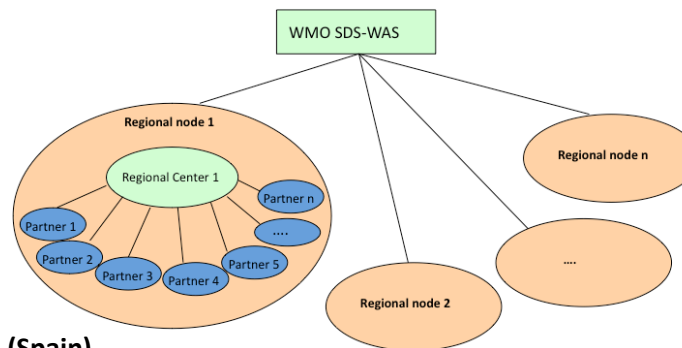 WMO SDS-WAS
Regional node 1
Regional Center 1
Partner n
Partner 1
....
Partner 2
Partner 3
Partner 4
Partner 5
Regional node n
....
Regional node 2
(Spain)